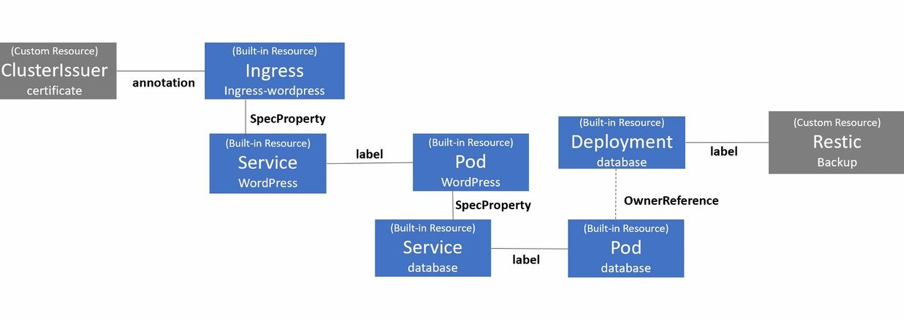 (Custom Resource)
ClusterIssuer
certificate
annotation
(Built-in Resource)
Ingress
Ingress-wordpress
SpecProperty
(Built-in Resource)
Service
WordPress
label
(Built-in Resource)
Pod
WordPress
SpecProperty
(Built-in Resource)
Service
database
label
(Built-in Resource)
Pod
database
OwnerReference
(Built-in Resource)
Deployment
database
label
(Custom Resource)
Restic
Backup